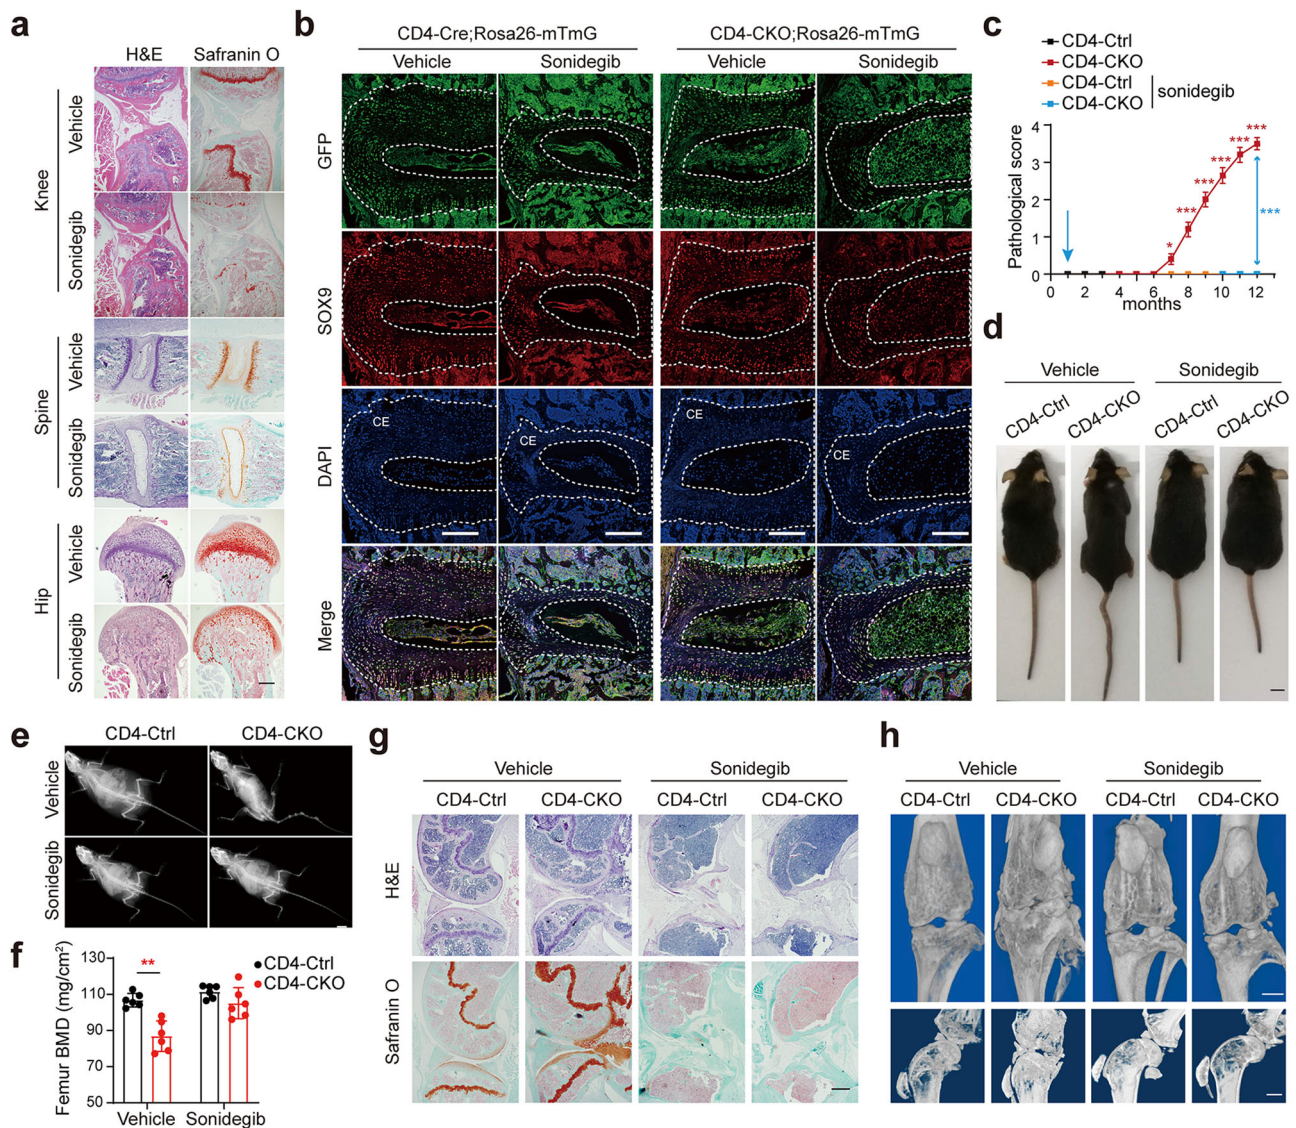 a
H&E Safranin O
Knee
Vehicle
Sonidegib
Spine
Vehicle
Sonidegib
Hip
Vehicle
Sonidegib
b
CD4-Cre;Rosa26-mTmG CD4-CKO;Rosa26-mTmG
Vehicle Sonidegib Vehicle Sonidegib
GFP
SOX9
DAPI
CE CE CE CE
Merge
c
CD4-Ctrl
CD4-CKO
CD4-Ctrl
CD4-CKO
sonidegib
Pathological score
4
3
2
1
0
* *** *** *** *** ***
***
0 2 4 6 8 10 12
months
d
Vehicle Sonidegib
CD4-Ctrl CD4-CKO CD4-Ctrl CD4-CKO
e
CD4-Ctrl CD4-CKO
Vehicle
Sonidegib
f
Femur BMD (mg/cm²)
130
110
90
70
50
**
CD4-Ctrl
CD4-CKO
Vehicle Sonidegib
g
Vehicle Sonidegib
CD4-Ctrl CD4-CKO CD4-Ctrl CD4-CKO
H&E
Safranin O
h
Vehicle Sonidegib
CD4-Ctrl CD4-CKO CD4-Ctrl CD4-CKO